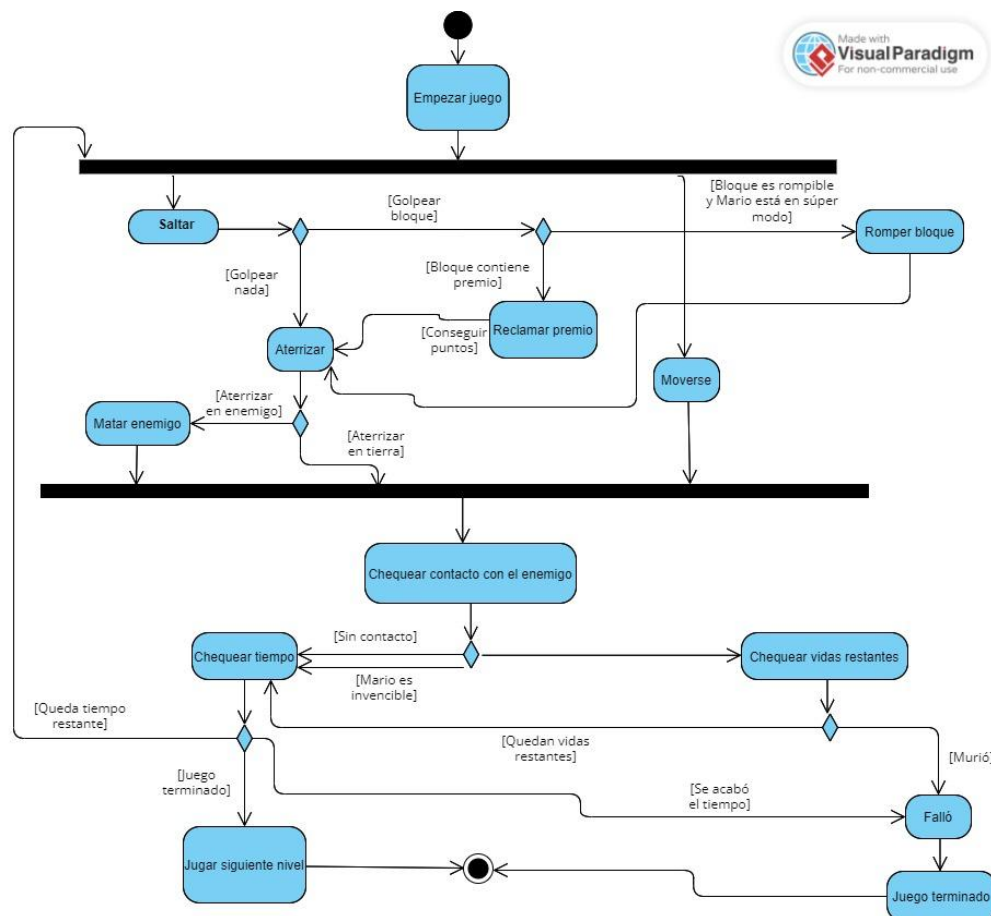 Made with
VisualParadigm
For non-commercial use
Empezar juego
[Golpear
bloque]
[Bloque es rompible
y Mario está en súper
modo]
Saltar
Romper bloque
[Golpear
nada]
[Bloque contiene
premio]
Reclamar premio
[Conseguir
puntos]
Aterrizar
Moverse
[Aterrizar
en enemigo]
Matar enemigo
[Aterrizar
en tierra]
Chequear contacto con el enemigo
[Sin contacto]
Chequear tiempo
Chequear vidas restantes
[Mario es
invencible]
[Queda tiempo
restante]
[Quedan vidas
restantes]
[Murió]
[Juego
terminado]
[Se acabó
el tiempo]
Falló
Jugar siguiente nivel
Juego terminado